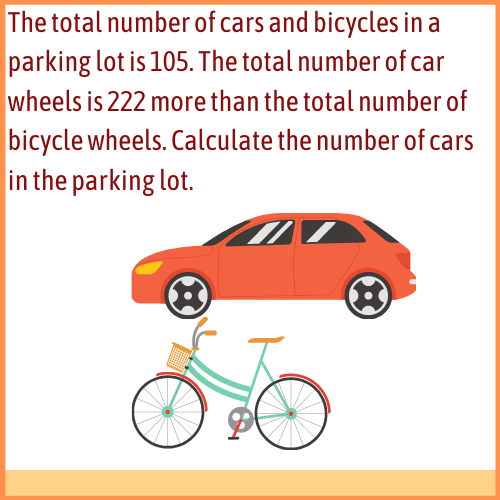 The total number of cars and bicycles in a
parking lot is 105. The total number of car
wheels is 222 more than the total number of
bicycle wheels. Calculate the number of cars
in the parking lot.